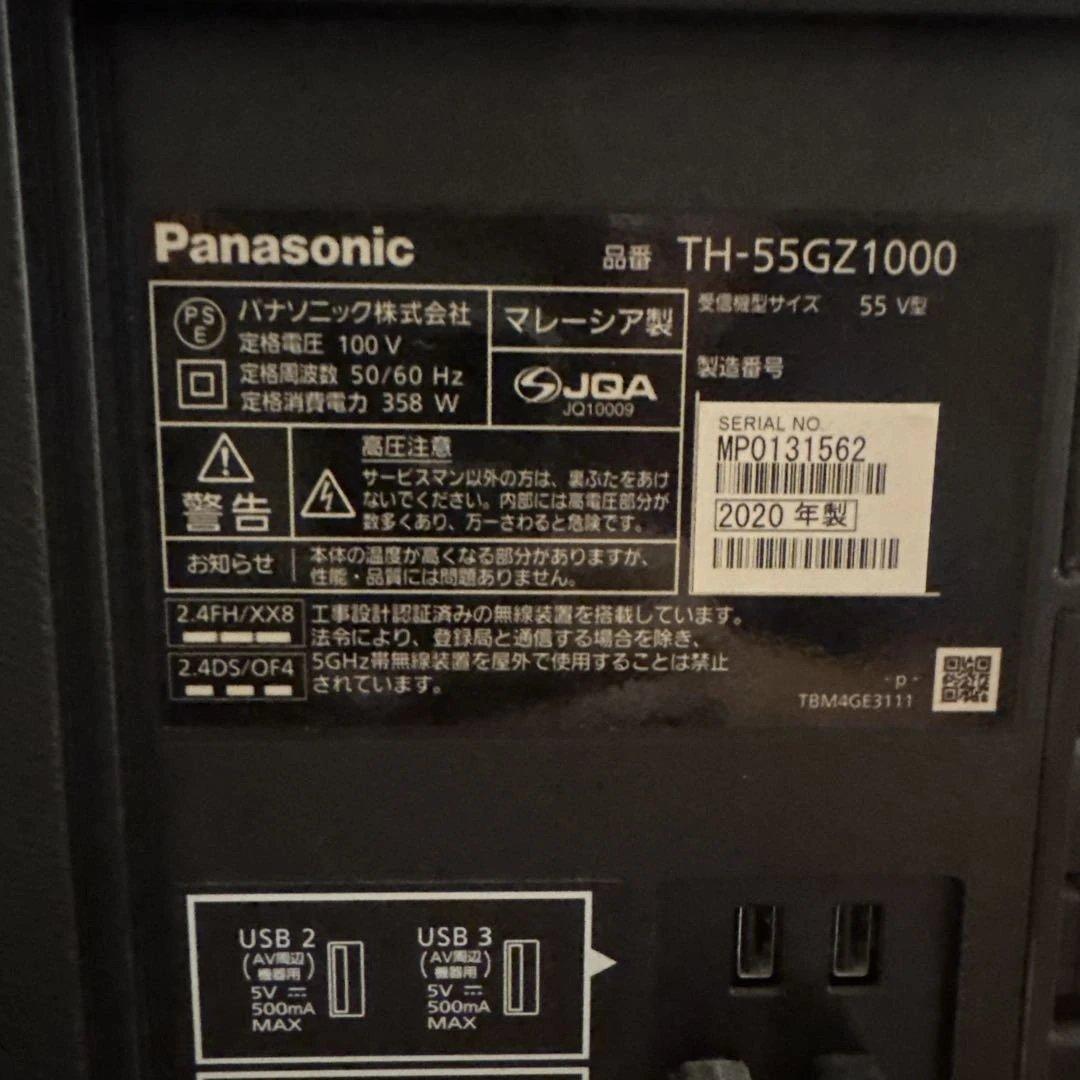 Panasonic
品番 TH-55GZ1000
PS
E
パナソニック株式会社
定格電圧 100 V ~
定格周波数 50/60 Hz
定格消費電力 358 W
マレーシア製
JQA
JQ10009
受信機型サイズ 55 V型
製造番号
SERIAL NO.
MP0131562
2020 年製
警告
高圧注意
サービスマン以外の方は、裏ぶたをあけ
ないでください。内部には高電圧部分が
数多くあり、万一さわると危険です。
お知らせ
本体の温度が高くなる部分がありますが、
性能・品質には問題ありません。
2.4FH/XX8
2.4DS/OF4
工事設計認証済みの無線装置を搭載しています。
法令により、登録局と通信する場合を除き、
5GHz帯無線装置を屋外で使用することは禁止
されています。
-p-
TBM4GE3111
USB 2
(AV周辺
機器用)
5V ⎓
500mA
MAX
USB 3
(AV周辺
機器用)
5V ⎓
500mA
MAX